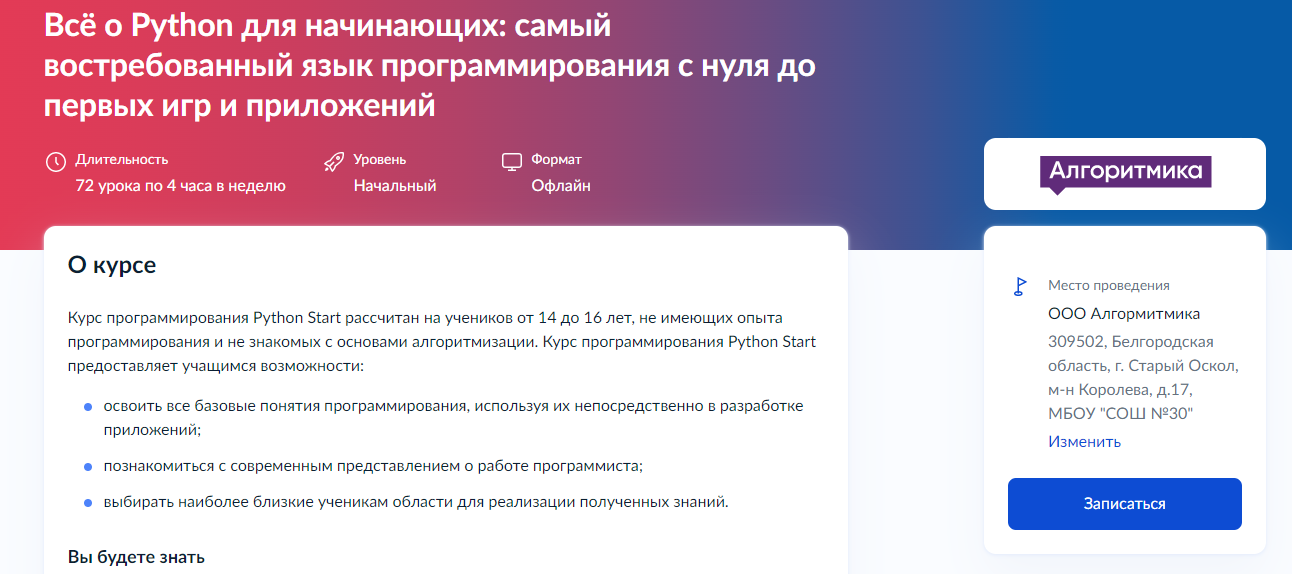 Всё о Python для начинающих: самый
востребованный язык программирования с нуля до
первых игр и приложений
Длительность
72 урока по 4 часа в неделю
Уровень
Начальный
Формат
Офлайн
Алгоритмика
О курсе
Курс программирования Python Start рассчитан на учеников от 14 до 16 лет, не имеющих опыта
программирования и не знакомых с основами алгоритмизации. Курс программирования Python Start
предоставляет учащимся возможности:
освоить все базовые понятия программирования, используя их непосредственно в разработке
приложений;
познакомиться с современным представлением о работе программиста;
выбирать наиболее близкие ученикам области для реализации полученных знаний.
Вы будете знать
Место проведения
ООО Алгормитмика
309502, Белгородская
область, г. Старый Оскол,
м-н Королева, д.17,
МБОУ "СОШ №30"
Изменить
Записаться